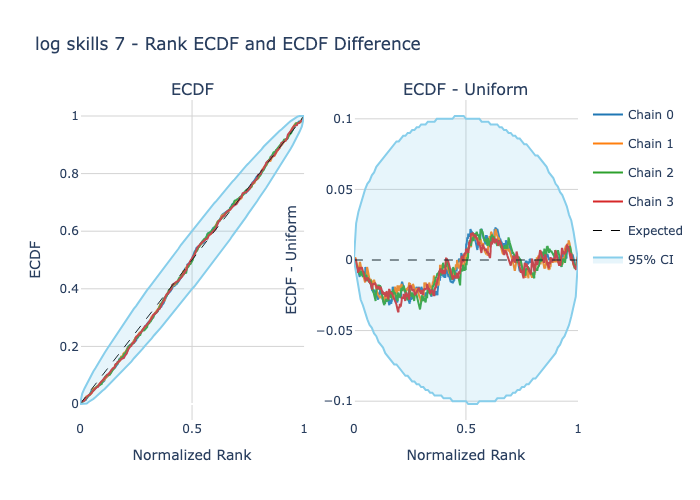 log skills 7 - Rank ECDF and ECDF Difference
ECDF
ECDF - Uniform
ECDF
1
0.8
0.6
0.4
0.2
0
0
0.5
1
Normalized Rank
ECDF - Uniform
0.1
0.05
0
−0.05
−0.1
0
0.5
1
Normalized Rank
Chain 0
Chain 1
Chain 2
Chain 3
Expected
95% CI